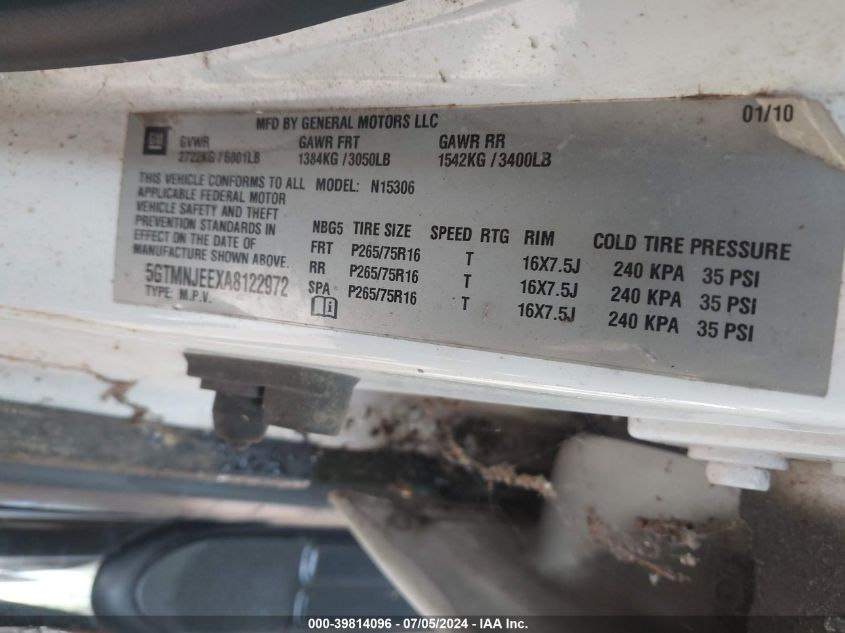 MFD BY GENERAL MOTORS LLC 01/10
GM GVWR GAWR FRT GAWR RR
2722KG / 6001LB 1384KG / 3050LB 1542KG / 3400LB
THIS VEHICLE CONFORMS TO ALL
APPLICABLE FEDERAL MOTOR
VEHICLE SAFETY AND THEFT
PREVENTION STANDARDS IN
EFFECT ON THE DATE OF
MANUFACTURE SHOWN ABOVE.
5GTMNJEEXA8122972
TYPE: M.P.V.
MODEL: N15306
NBG5 TIRE SIZE SPEED RTG RIM COLD TIRE PRESSURE
FRT P265/75R16 T 16X7.5J 240 KPA 35 PSI
RR P265/75R16 T 16X7.5J 240 KPA 35 PSI
SPA P265/75R16 T 16X7.5J 240 KPA 35 PSI
000-39814096 - 07/05/2024 - IAA Inc.